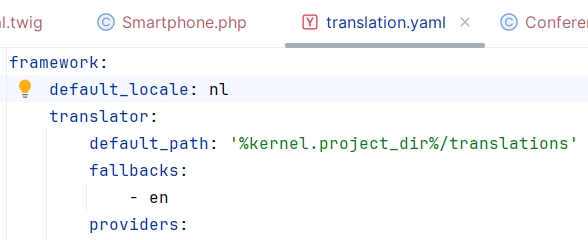 l.twig Smartphone.php translation.yaml Conferen
framework:
default_locale: nl
translator:
default_path: '%kernel.project_dir%/translations'
fallbacks:
- en
providers: